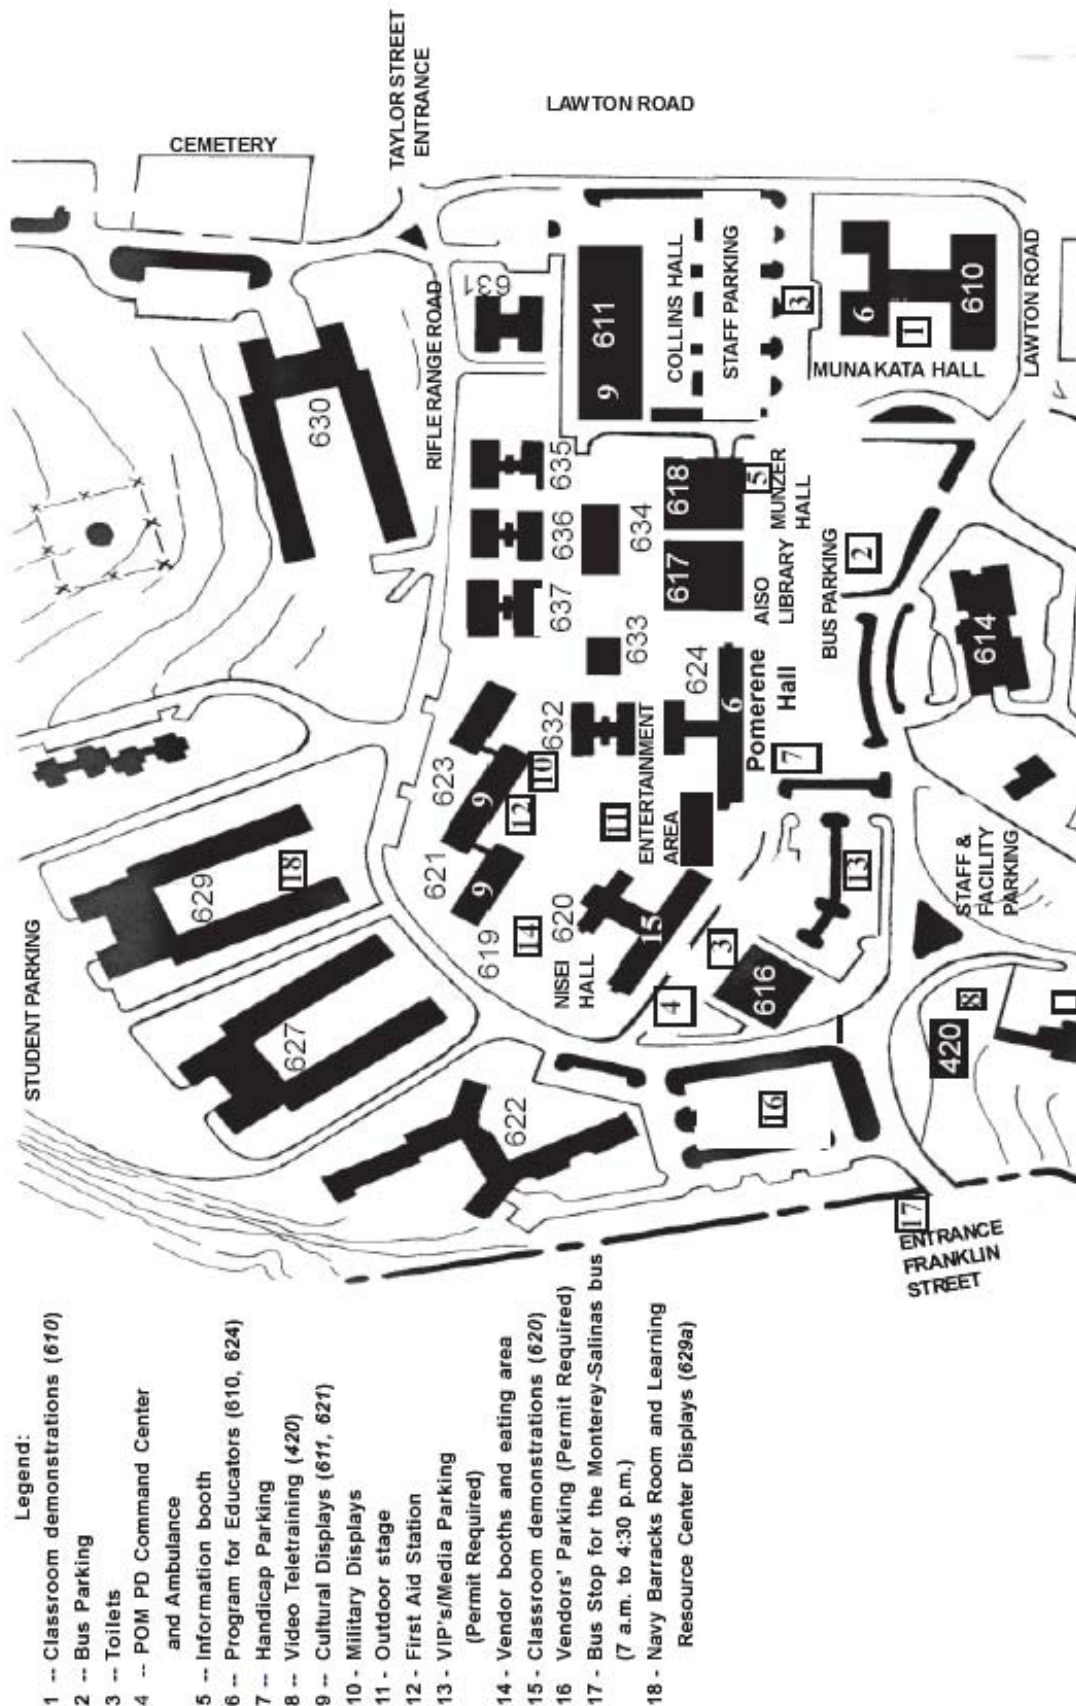 Legend:
1 -- Classroom demonstrations (610)
2 -- Bus Parking
3 -- Toilets
4 -- POM PD Command Center
and Ambulance
5 -- Information booth
6 -- Program for Educators (610, 624)
7 -- Handicap Parking
8 -- Video Teletraining (420)
9 -- Cultural Displays (611, 621)
10 - Military Displays
11 - Outdoor stage
12 - First Aid Station
13 - VIP's/Media Parking
(Permit Required)
14 - Vendor booths and eating area
15 - Classroom demonstrations (620)
16 Vendors' Parking (Permit Required)
17 - Bus Stop for the Monterey-Salinas bus
(7 a.m. to 4:30 p.m.)
18 - Navy Barracks Room and Learning
Resource Center Displays (629a)
STUDENT PARKING
CEMETERY
TAYLOR STREET
ENTRANCE
LAWTON ROAD
RIFLE RANGE ROAD
630
629
18
627
622
631
635
636
637
623
621
619
9
9
12
10
14
632
633
634
611
9
COLLINS HALL
STAFF PARKING
3
6
1
610
MUNAKATA HALL
LAWTON ROAD
618
617
5
MUNZER
HALL
AISO
LIBRARY
624
6
Pomerene
Hall
7
11
ENTERTAINMENT
AREA
NISEI
HALL
620
15
3
4
616
13
BUS PARKING
2
614
STAFF &
FACILITY
PARKING
16
420
8
17
ENTRANCE
FRANKLIN
STREET